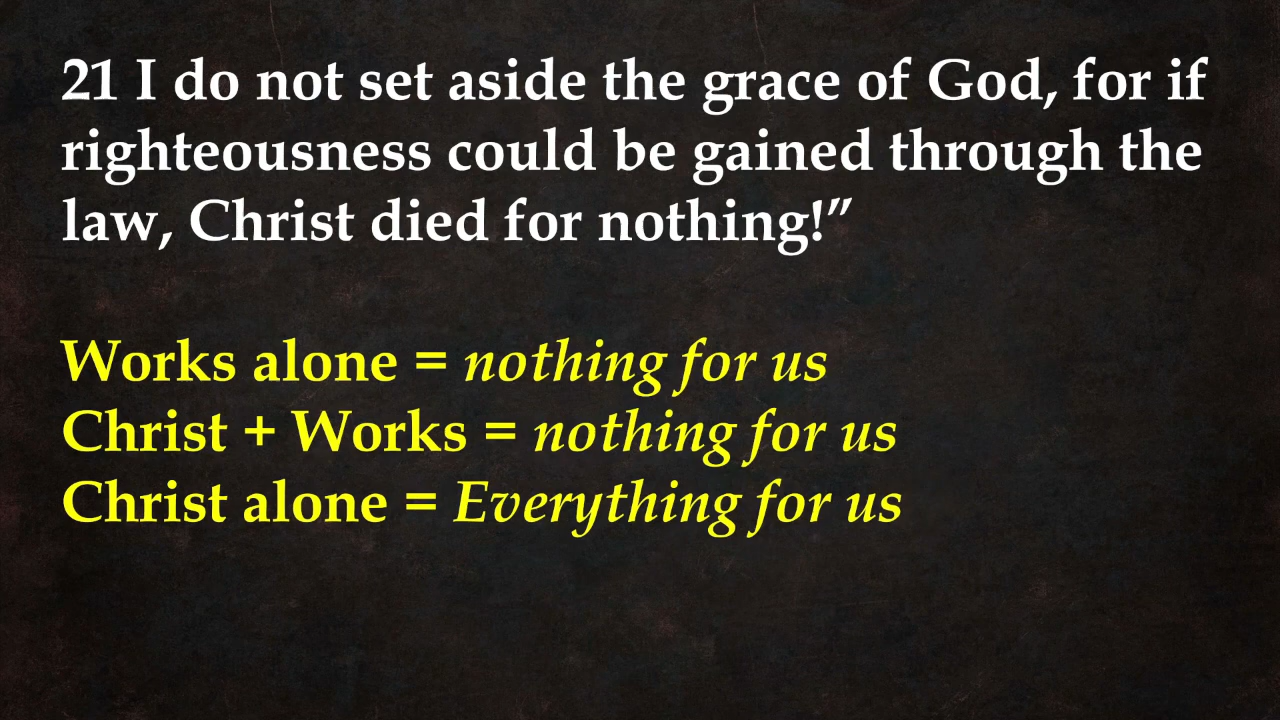 21 I do not set aside the grace of God, for if
righteousness could be gained through the
law, Christ died for nothing!”
Works alone = nothing for us
Christ + Works = nothing for us
Christ alone = Everything for us